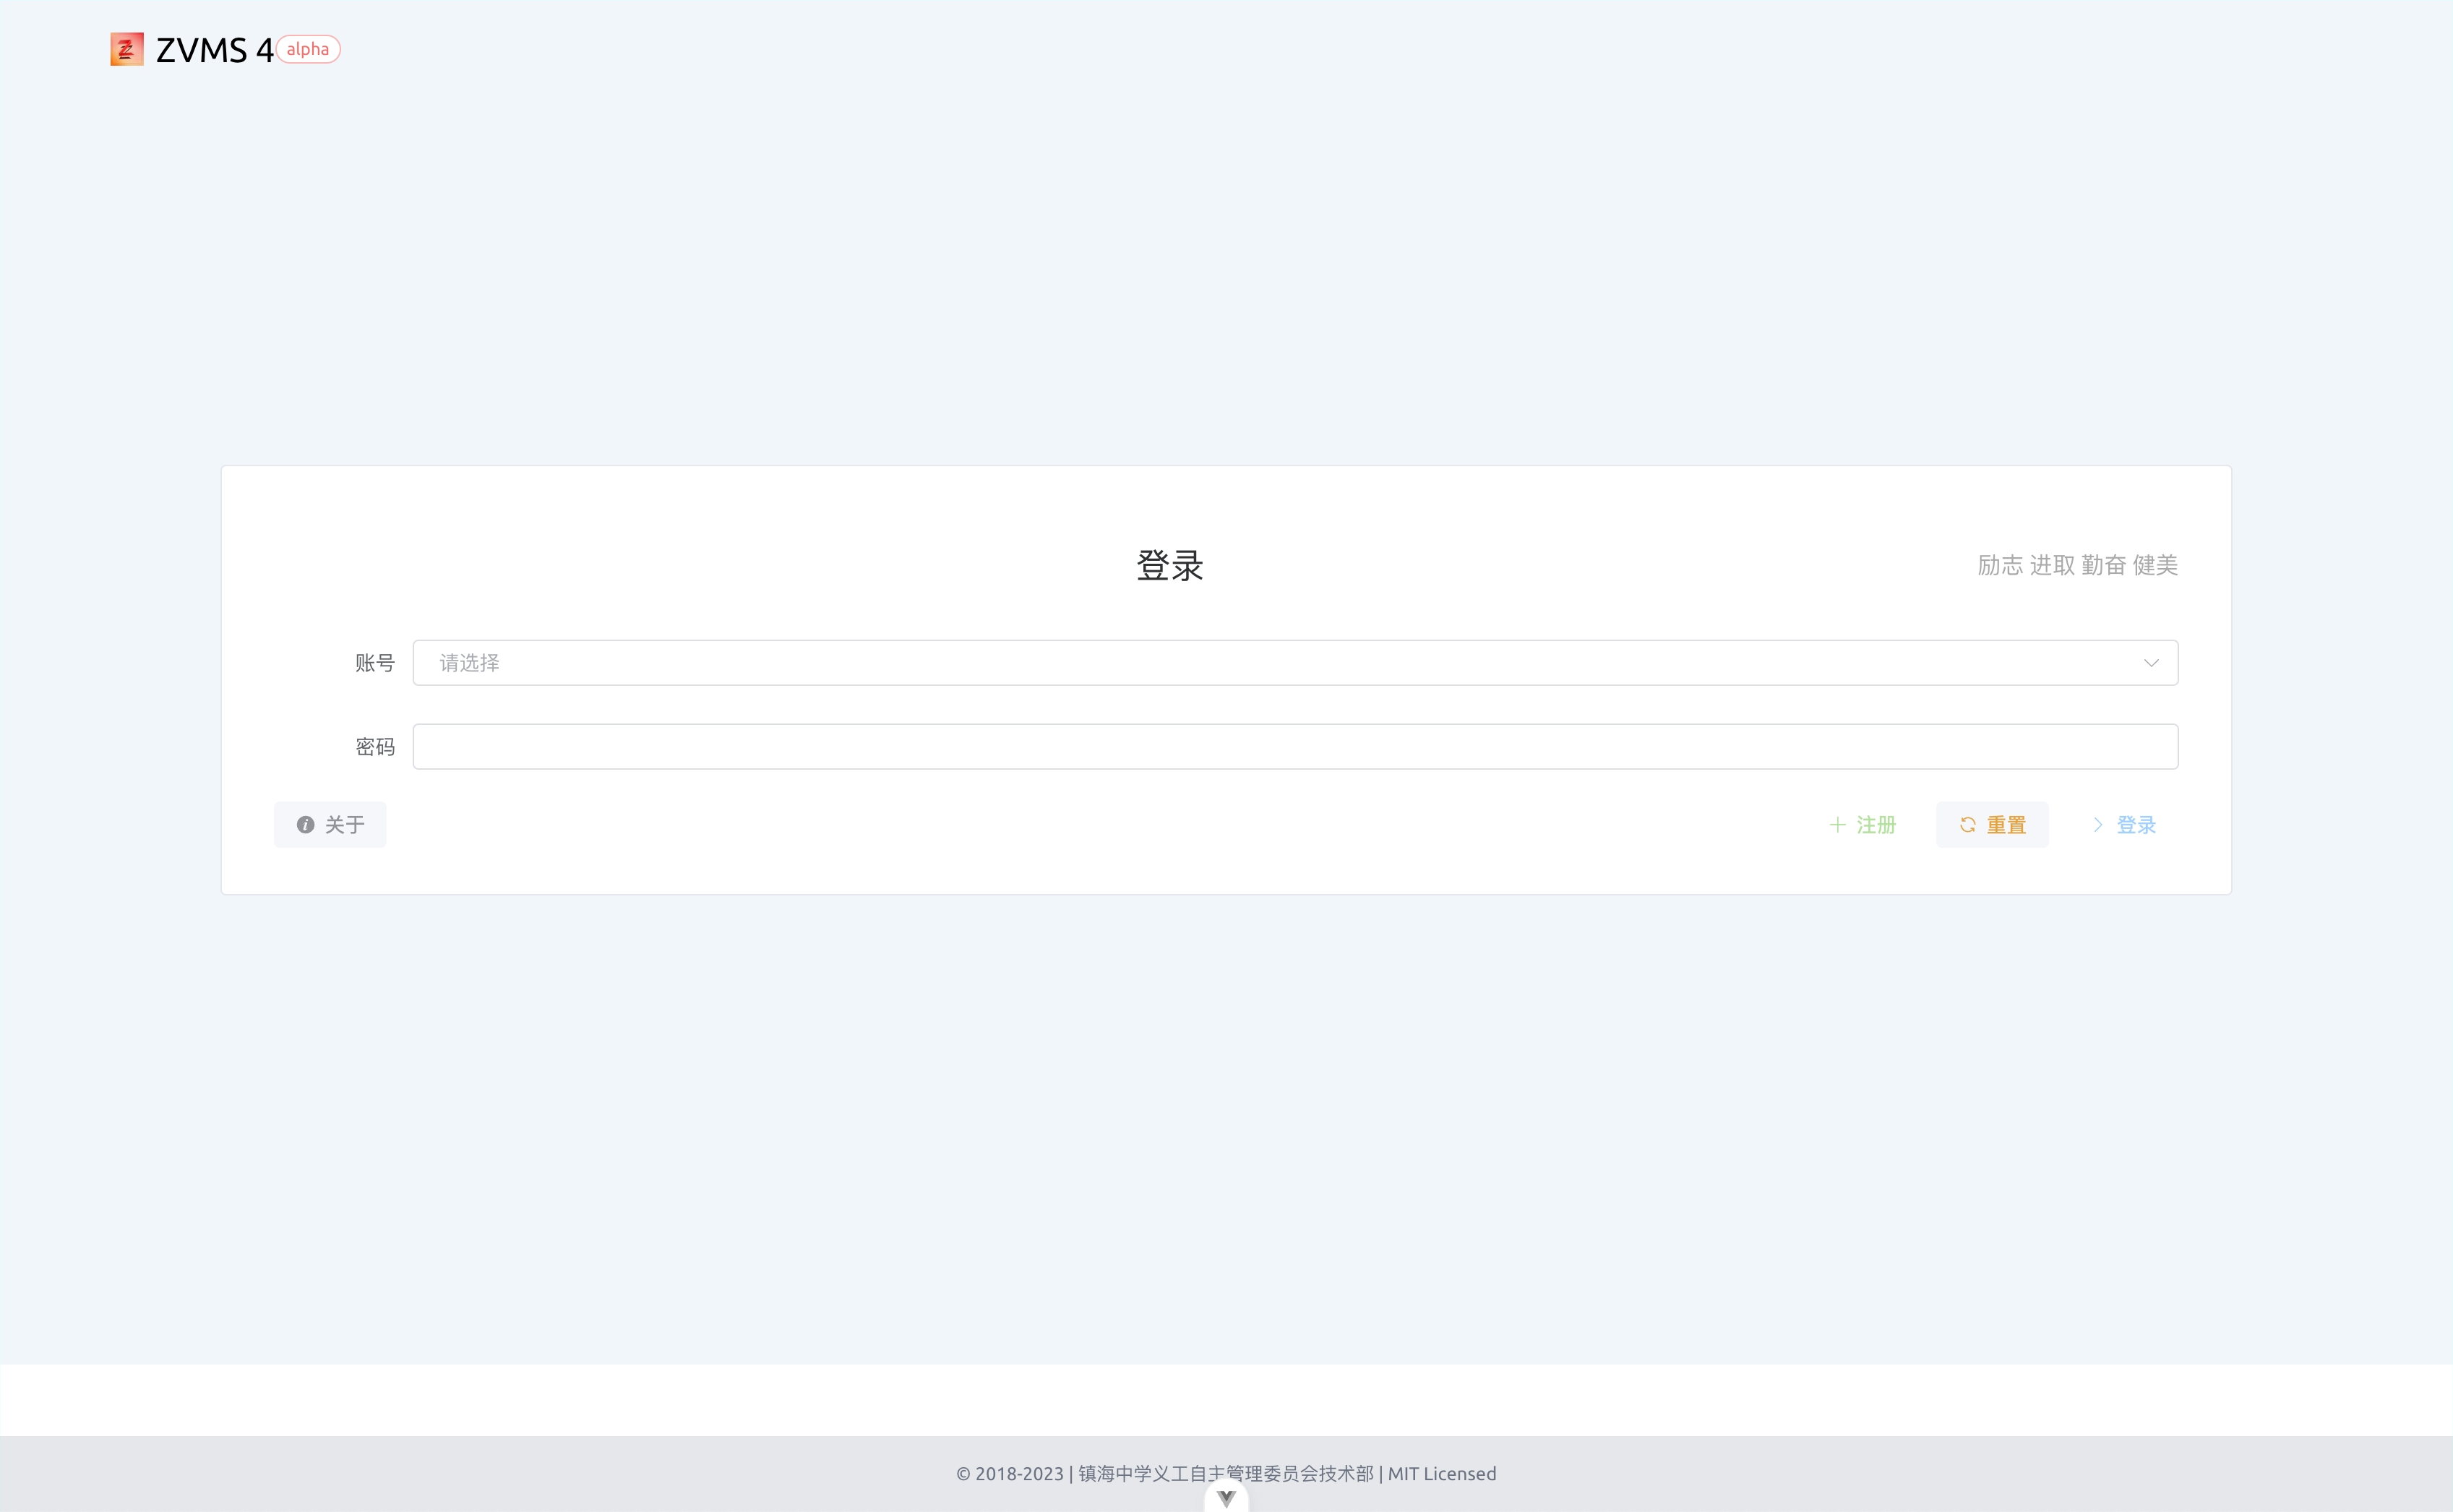 ZVMS 4 alpha
登录 励志 进取 勤奋 健美
账号 请选择
密码
关于 注册 重置 登录
© 2018-2023 | 镇海中学义工自主管理委员会技术部 | MIT Licensed